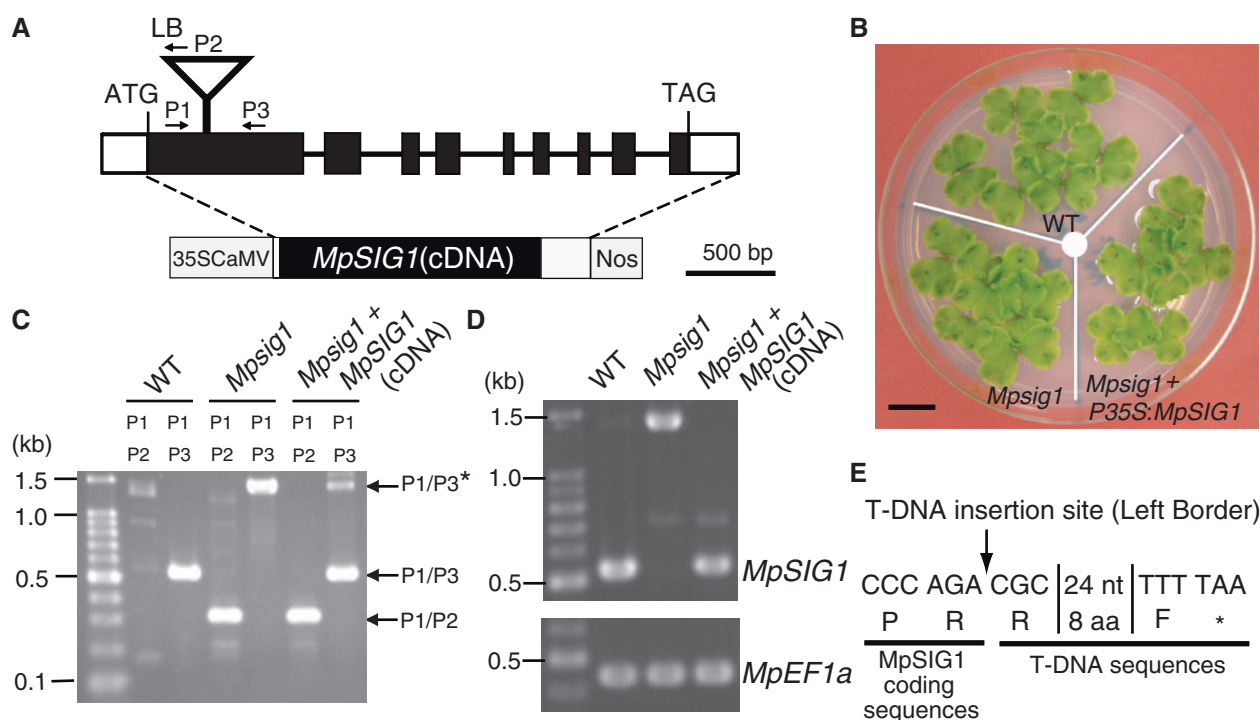 A
LB
P2
ATG
P1
P3
TAG
35SCaMV
MpSIG1(cDNA)
Nos
500 bp
B
WT
Mpsig1
Mpsig1+
P35S:MpSIG1
C
WT
Mpsig1
Mpsig1 +
MpSIG1
(cDNA)
P1 P1 P1 P1 P1 P1
P2 P3 P2 P3 P2 P3
(kb)
1.5
1.0
0.5
0.1
P1/P3*
P1/P3
P1/P2
D
WT
Mpsig1
Mpsig1 +
MpSIG1
(cDNA)
(kb)
1.5
1.0
0.5
MpSIG1
0.5
MpEF1a
E
T-DNA insertion site (Left Border)
CCC AGA CGC 24 nt TTT TAA
P R R 8 aa F *
MpSIG1
coding
sequences
T-DNA sequences